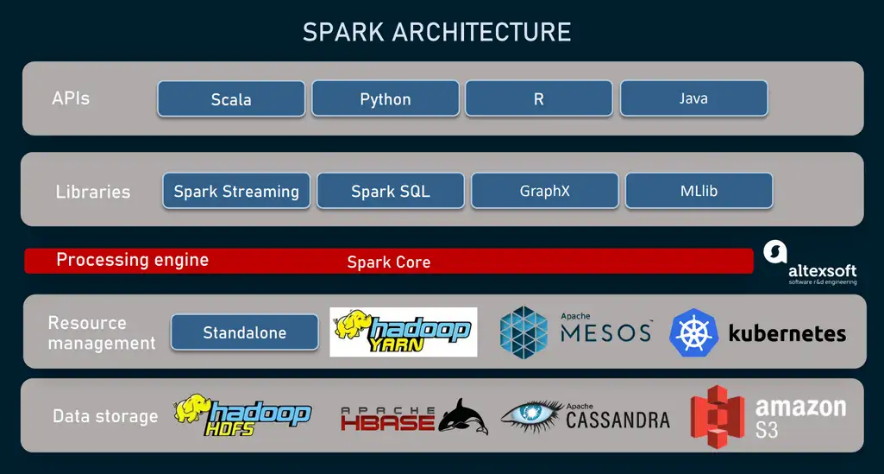 SPARK ARCHITECTURE
APIs
Scala
Python
R
Java
Libraries
Spark Streaming
Spark SQL
GraphX
MLlib
Processing engine
Spark Core
altexsoft
software r&d engineering
Resource
management
Standalone
hadoop
YARN
Apache
MESOS™
kubernetes
Data storage
hadoop
HDFS
APACHE
HBASE
Apache
CASSANDRA
amazon
S3